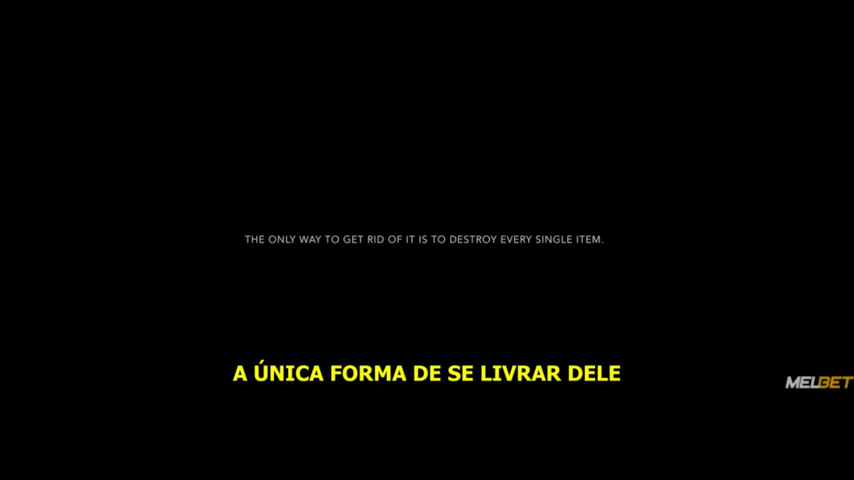 THE ONLY WAY TO GET RID OF IT IS TO DESTROY EVERY SINGLE ITEM.
A ÚNICA FORMA DE SE LIVRAR DELE
MELBET